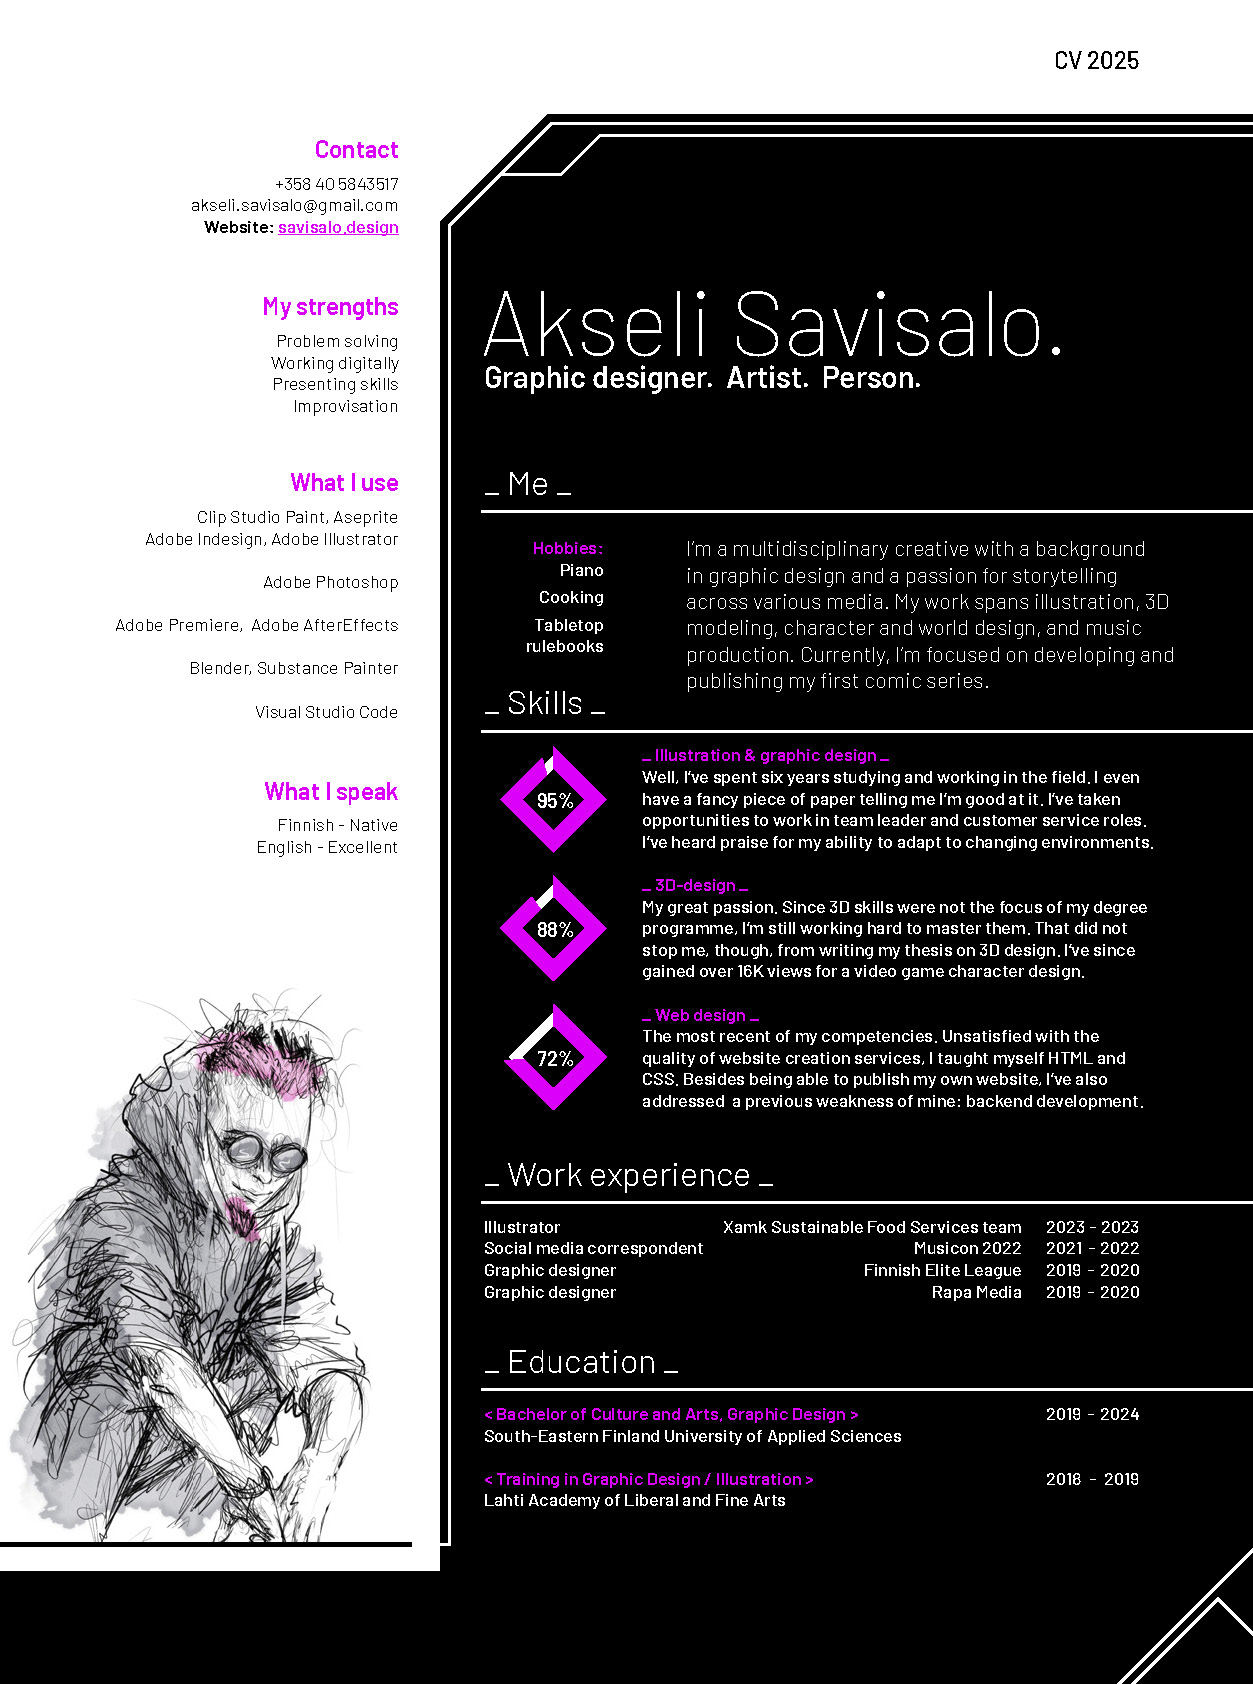 CV 2025
Contact
+358 40 5843517
akseli.savisalo@gmail.com
Website: savisalo.design
My strengths
Problem solving
Working digitally
Presenting skills
Improvisation
What I use
Clip Studio Paint, Aseprite
Adobe Indesign, Adobe Illustrator
Adobe Photoshop
Adobe Premiere, Adobe AfterEffects
Blender, Substance Painter
Visual Studio Code
What I speak
Finnish - Native
English - Excellent
Akseli Savisalo.
Graphic designer. Artist. Person.
_ Me _
Hobbies:
Piano
Cooking
Tabletop
rulebooks
I'm a multidisciplinary creative with a background
in graphic design and a passion for storytelling
across various media. My work spans illustration, 3D
modeling, character and world design, and music
production. Currently, I'm focused on developing and
publishing my first comic series.
_ Skills _
95%
_ Illustration & graphic design _
Well, I've spent six years studying and working in the field. I even
have a fancy piece of paper telling me I'm good at it. I've taken
opportunities to work in team leader and customer service roles.
I've heard praise for my ability to adapt to changing environments.
88%
_ 3D-design _
My great passion. Since 3D skills were not the focus of my degree
programme, I'm still working hard to master them. That did not
stop me, though, from writing my thesis on 3D design. I've since
gained over 16K views for a video game character design.
72%
_ Web design _
The most recent of my competencies. Unsatisfied with the
quality of website creation services, I taught myself HTML and
CSS. Besides being able to publish my own website, I've also
addressed a previous weakness of mine: backend development.
_ Work experience _
Illustrator Xamk Sustainable Food Services team 2023 - 2023
Social media correspondent Musicon 2022 2021 - 2022
Graphic designer Finnish Elite League 2019 - 2020
Graphic designer Rapa Media 2019 - 2020
_ Education _
< Bachelor of Culture and Arts, Graphic Design > 2019 - 2024
South-Eastern Finland University of Applied Sciences
< Training in Graphic Design / Illustration > 2018 - 2019
Lahti Academy of Liberal and Fine Arts